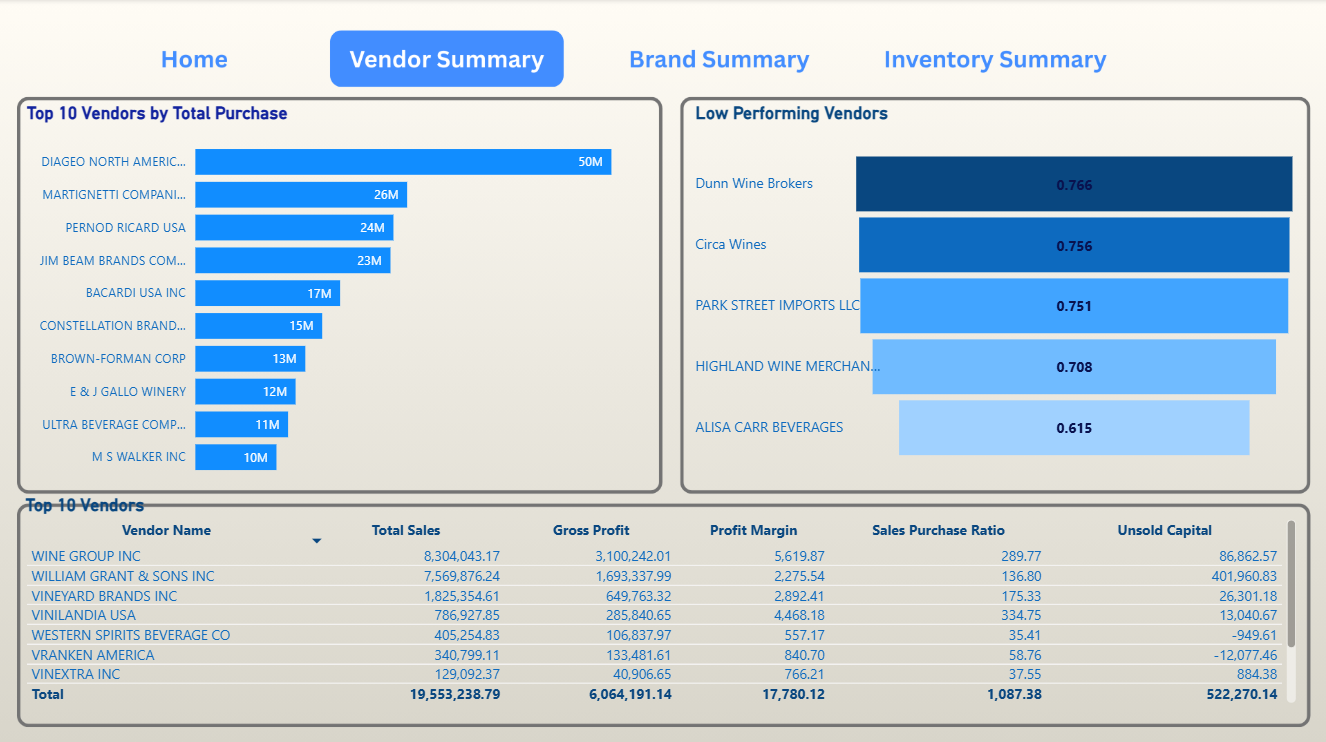 Home Vendor Summary Brand Summary Inventory Summary
Top 10 Vendors by Total Purchase
DIAGEO NORTH AMERIC... 50M
MARTIGNETTI COMPANI... 26M
PERNOD RICARD USA 24M
JIM BEAM BRANDS COM... 23M
BACARDI USA INC 17M
CONSTELLATION BRAND... 15M
BROWN-FORMAN CORP 13M
E & J GALLO WINERY 12M
ULTRA BEVERAGE COMP... 11M
M S WALKER INC 10M
Low Performing Vendors
Dunn Wine Brokers 0.766
Circa Wines 0.756
PARK STREET IMPORTS LLC 0.751
HIGHLAND WINE MERCHAN... 0.708
ALISA CARR BEVERAGES 0.615
Top 10 Vendors
Vendor Name Total Sales Gross Profit Profit Margin Sales Purchase Ratio Unsold Capital
WINE GROUP INC 8,304,043.17 3,100,242.01 5,619.87 289.77 86,862.57
WILLIAM GRANT & SONS INC 7,569,876.24 1,693,337.99 2,275.54 136.80 401,960.83
VINEYARD BRANDS INC 1,825,354.61 649,763.32 2,892.41 175.33 26,301.18
VINILANDIA USA 786,927.85 285,840.65 4,468.18 334.75 13,040.67
WESTERN SPIRITS BEVERAGE CO 405,254.83 106,837.97 557.17 35.41 -949.61
VRANKEN AMERICA 340,799.11 133,481.61 840.70 58.76 -12,077.46
VINEXTRA INC 129,092.37 40,906.65 766.21 37.55 884.38
Total 19,553,238.79 6,064,191.14 17,780.12 1,087.38 522,270.14